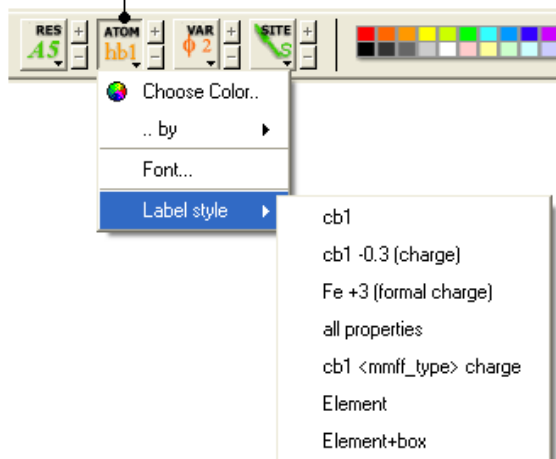 RES ATOM VAR SITE
A5 hb1 ϕ 2 S
Choose Color..
.. by
Font...
Label style
cb1
cb1 -0.3 (charge)
Fe +3 (formal charge)
all properties
cb1 <mmff_type> charge
Element
Element+box